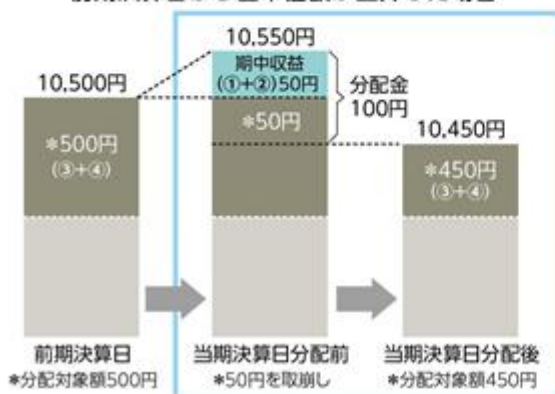 10,550円
期中収益
(①+②)50円
分配金
100円
10,500円
*50円
10,450円
*500円
(③+④)
*450円
(③+④)
前期決算日
*分配対象額500円
当期決算日分配前
*50円を取崩し
当期決算日分配後
*分配対象額450円